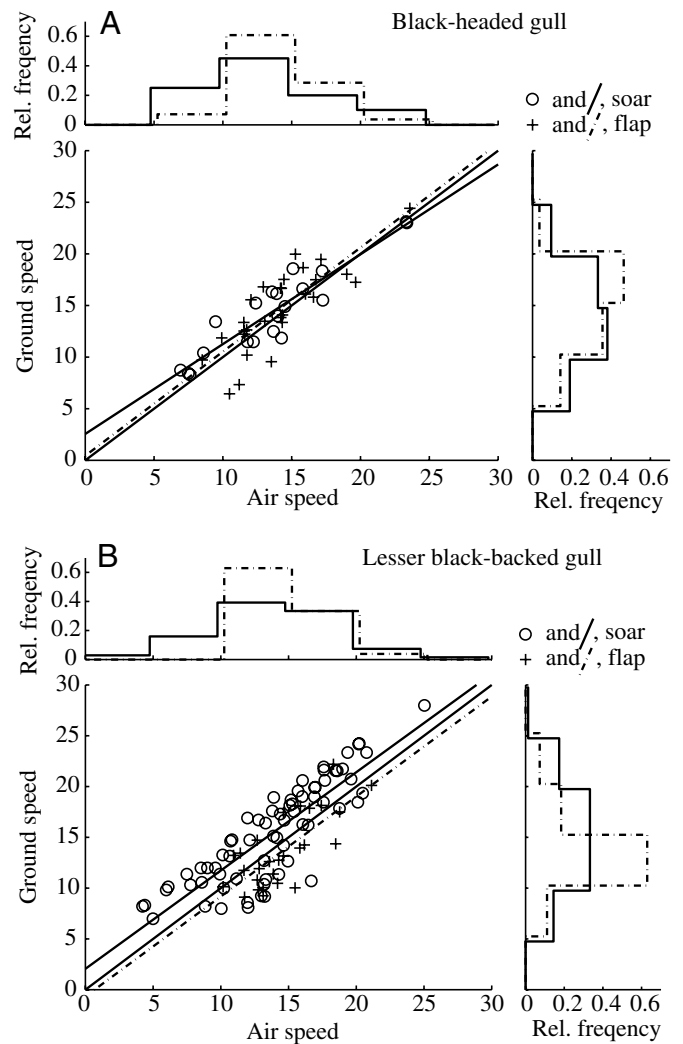 A
Black-headed gull
Rel. freqency
0.6
0.4
0.2
0
and , soar
and , flap
Ground speed
30
25
20
15
10
5
0
0 5 10 15 20 25 30
Air speed
0 0.2 0.4 0.6
Rel. freqency
B
Lesser black-backed gull
Rel. freqency
0.6
0.4
0.2
0
and , soar
and , flap
Ground speed
30
25
20
15
10
5
0
0 5 10 15 20 25 30
Air speed
0 0.2 0.4 0.6
Rel. freqency